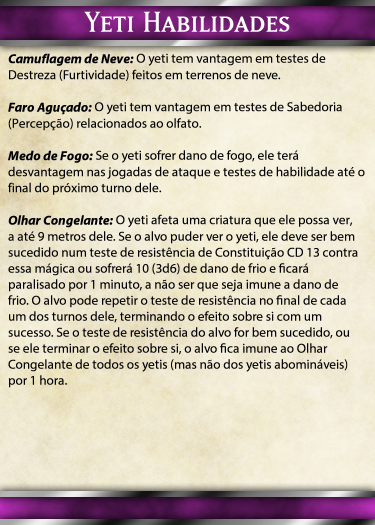 Yeti Habilidades
Camuflagem de Neve: O yeti tem vantagem em testes de
Destreza (Furtividade) feitos em terrenos de neve.
Faro Aguçado: O yeti tem vantagem em testes de Sabedoria
(Percepção) relacionados ao olfato.
Medo de Fogo: Se o yeti sofrer dano de fogo, ele terá
desvantagem nas jogadas de ataque e testes de habilidade até o
final do próximo turno dele.
Olhar Congelante: O yeti afeta uma criatura que ele possa ver,
a até 9 metros dele. Se o alvo puder ver o yeti, ele deve ser bem
sucedido num teste de resistência de Constituição CD 13 contra
essa mágica ou sofrerá 10 (3d6) de dano de frio e ficará
paralisado por 1 minuto, a não ser que seja imune a dano de
frio. O alvo pode repetir o teste de resistência no final de cada
um dos turnos dele, terminando o efeito sobre si com um
sucesso. Se o teste de resistência do alvo for bem sucedido, ou
se ele terminar o efeito sobre si, o alvo fica imune ao Olhar
Congelante de todos os yetis (mas não dos yetis abomináveis)
por 1 hora.